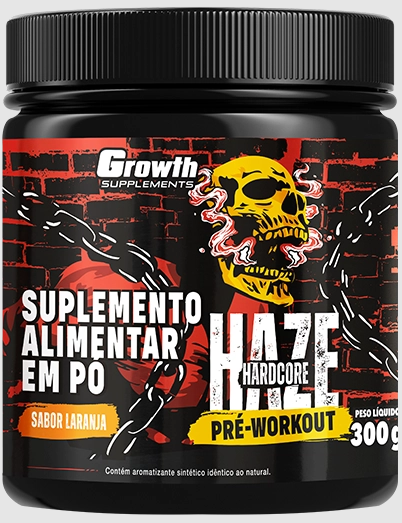 Growth
SUPPLEMENTS
SUPLEMENTO
ALIMENTAR
EM PÓ
SABOR LARANJA
HAZE
HARDCORE
PRÉ-WORKOUT
PESO LÍQUIDO
300g
Contém aromatizante sintético idêntico ao natural.